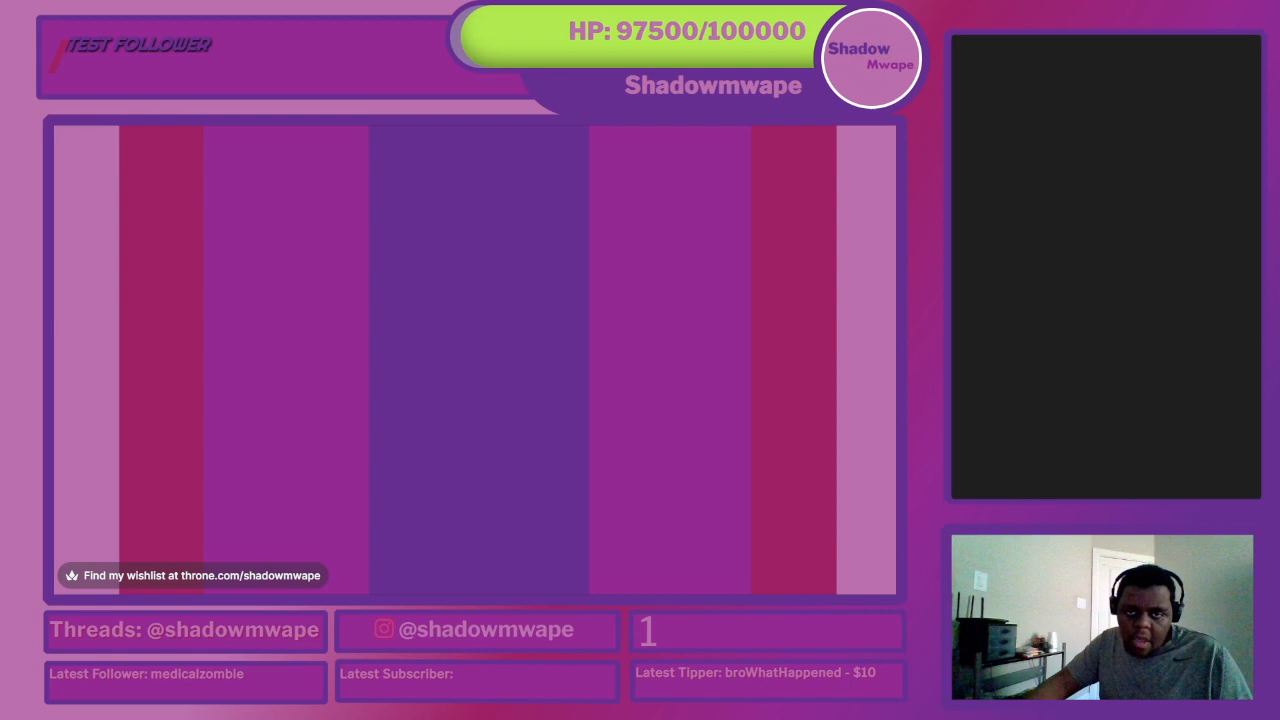 TEST FOLLOWER
HP: 97500/100000
Shadowmwape
Shadow
Mwape
Find my wishlist at throne.com/shadowmwape
Threads: @shadowmwape
@shadowmwape
1
Latest Follower: medicalzombie
Latest Subscriber:
Latest Tipper: broWhatHappened - $10